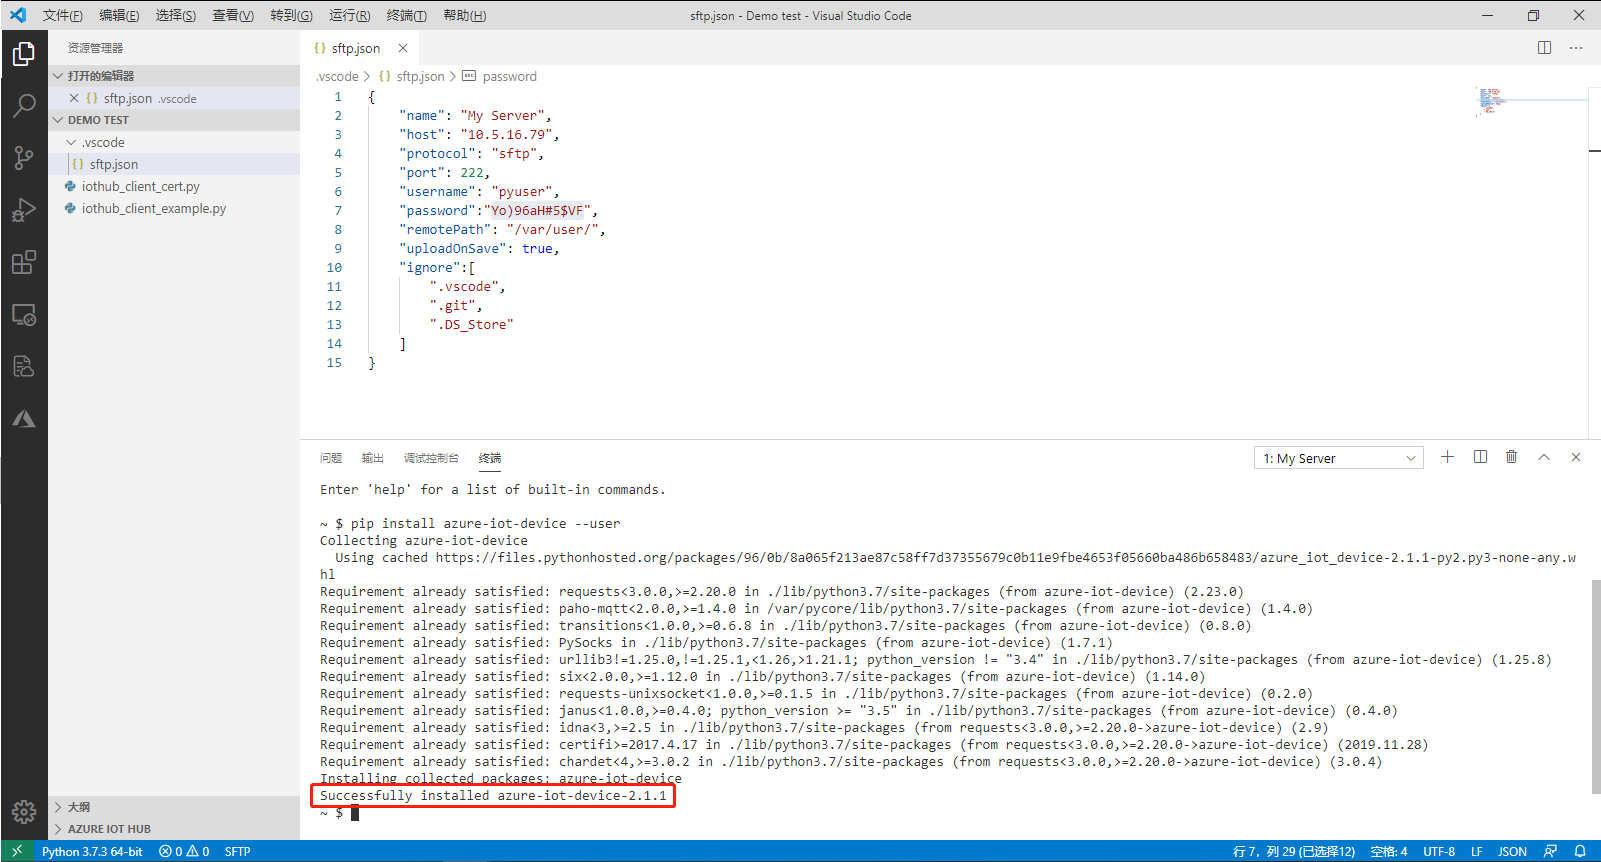 文件(F) 编辑(E) 选择(S) 查看(V) 转到(G) 运行(R) 终端(T) 帮助(H) sftp.json - Demo test - Visual Studio Code
资源管理器
打开的编辑器
sftp.json .vscode
DEMO TEST
.vscode
{} sftp.json
iothub_client_cert.py
iothub_client_example.py
大纲
AZURE IOT HUB
{} sftp.json
.vscode > {} sftp.json > abc password
1 {
2 "name": "My Server",
3 "host": "10.5.16.79",
4 "protocol": "sftp",
5 "port": 222,
6 "username": "pyuser",
7 "password":"Yo)96aH#5$VF",
8 "remotePath": "/var/user/",
9 "uploadOnSave": true,
10 "ignore":[
11 ".vscode",
12 ".git",
13 ".DS_Store"
14 ]
15 }
问题 输出 调试控制台 终端 1: My Server
Enter 'help' for a list of built-in commands.
~ $ pip install azure-iot-device --user
Collecting azure-iot-device
Using cached https://files.pythonhosted.org/packages/96/0b/8a065f213ae87c58ff7d37355679c0b11e9fbe4653f05660ba486b658483/azure_iot_device-2.1.1-py2.py3-none-any.w
hl
Requirement already satisfied: requests<3.0.0,>=2.20.0 in ./lib/python3.7/site-packages (from azure-iot-device) (2.23.0)
Requirement already satisfied: paho-mqtt<2.0.0,>=1.4.0 in /var/pycore/lib/python3.7/site-packages (from azure-iot-device) (1.4.0)
Requirement already satisfied: transitions<1.0.0,>=0.6.8 in ./lib/python3.7/site-packages (from azure-iot-device) (0.8.0)
Requirement already satisfied: PySocks in ./lib/python3.7/site-packages (from azure-iot-device) (1.7.1)
Requirement already satisfied: urllib3!=1.25.0,!=1.25.1,<1.26,>1.21.1; python_version != "3.4" in ./lib/python3.7/site-packages (from azure-iot-device) (1.25.8)
Requirement already satisfied: six<2.0.0,>=1.12.0 in ./lib/python3.7/site-packages (from azure-iot-device) (1.14.0)
Requirement already satisfied: requests-unixsocket<1.0.0,>=0.1.5 in ./lib/python3.7/site-packages (from azure-iot-device) (0.2.0)
Requirement already satisfied: janus<1.0.0,>=0.4.0; python_version >= "3.5" in ./lib/python3.7/site-packages (from azure-iot-device) (0.4.0)
Requirement already satisfied: idna<3,>=2.5 in ./lib/python3.7/site-packages (from requests<3.0.0,>=2.20.0->azure-iot-device) (2.9)
Requirement already satisfied: certifi>=2017.4.17 in ./lib/python3.7/site-packages (from requests<3.0.0,>=2.20.0->azure-iot-device) (2019.11.28)
Requirement already satisfied: chardet<4,>=3.0.2 in ./lib/python3.7/site-packages (from requests<3.0.0,>=2.20.0->azure-iot-device) (3.0.4)
Installing collected packages: azure-iot-device
Successfully installed azure-iot-device-2.1.1
~ $
Python 3.7.3 64-bit 0 0 SFTP 行 7，列 29 (已选择12) 空格: 4 UTF-8 LF JSON